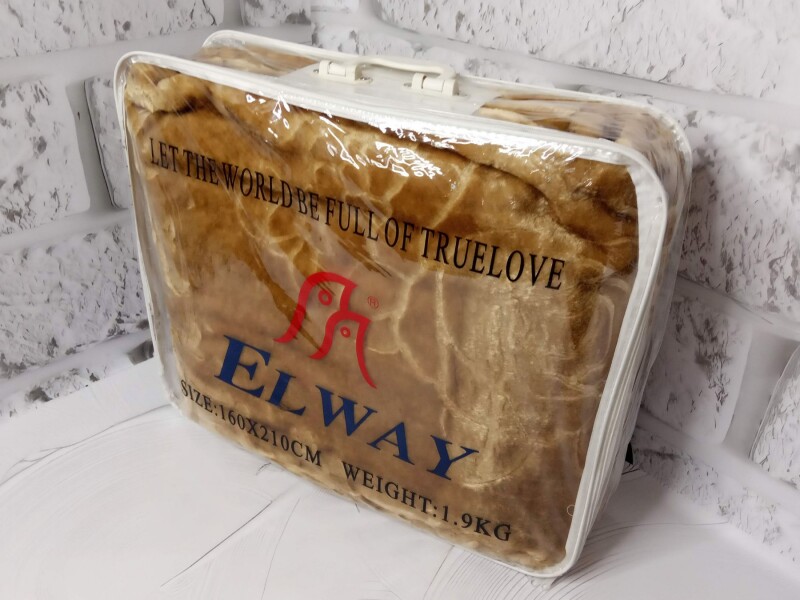 LET THE WORLD BE FULL OF TRUELOVE
®
ELWAY
SIZE:160X210CM WEIGHT:1.9KG